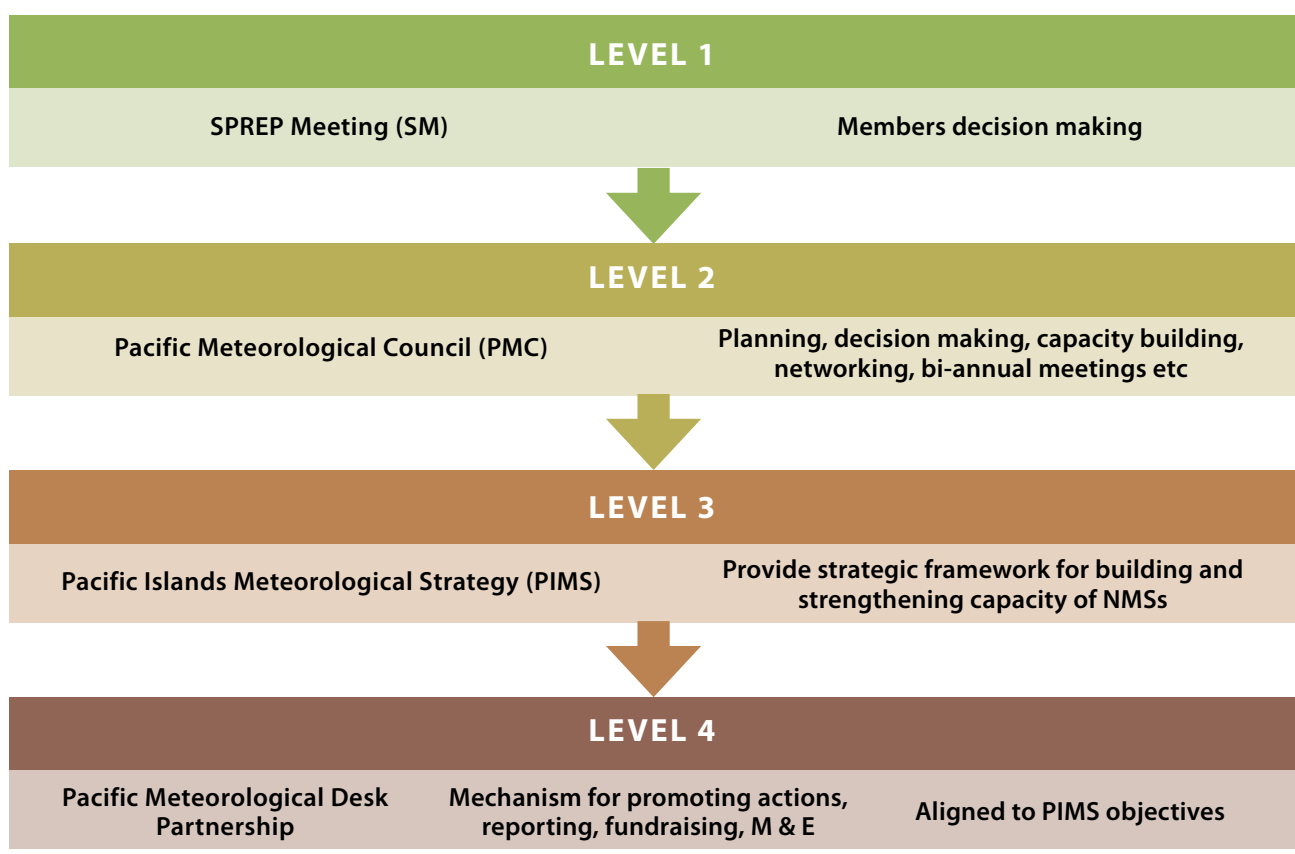 LEVEL 1
SPREP Meeting (SM)
Members decision making
LEVEL 2
Pacific Meteorological Council (PMC)
Planning, decision making, capacity building,
networking, bi-annual meetings etc
LEVEL 3
Pacific Islands Meteorological Strategy (PIMS)
Provide strategic framework for building and
strengthening capacity of NMSs
LEVEL 4
Pacific Meteorological Desk
Partnership
Mechanism for promoting actions,
reporting, fundraising, M & E
Aligned to PIMS objectives